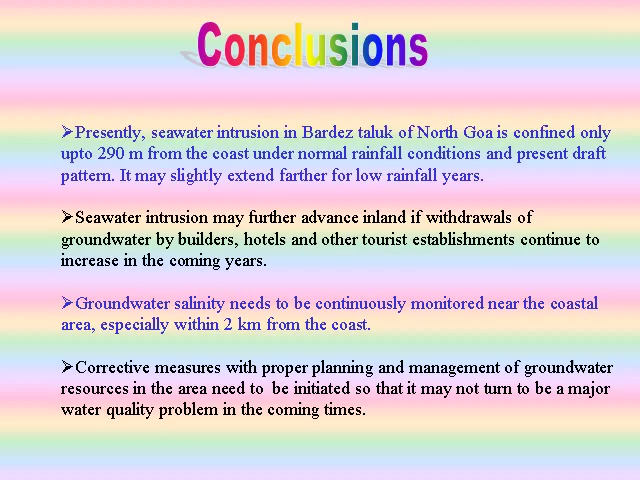 Conclusions
➢Presently, seawater intrusion in Bardez taluk of North Goa is confined only
upto 290 m from the coast under normal rainfall conditions and present draft
pattern. It may slightly extend farther for low rainfall years.
➢Seawater intrusion may further advance inland if withdrawals of
groundwater by builders, hotels and other tourist establishments continue to
increase in the coming years.
➢Groundwater salinity needs to be continuously monitored near the coastal
area, especially within 2 km from the coast.
➢Corrective measures with proper planning and management of groundwater
resources in the area need to  be initiated so that it may not turn to be a major
water quality problem in the coming times.